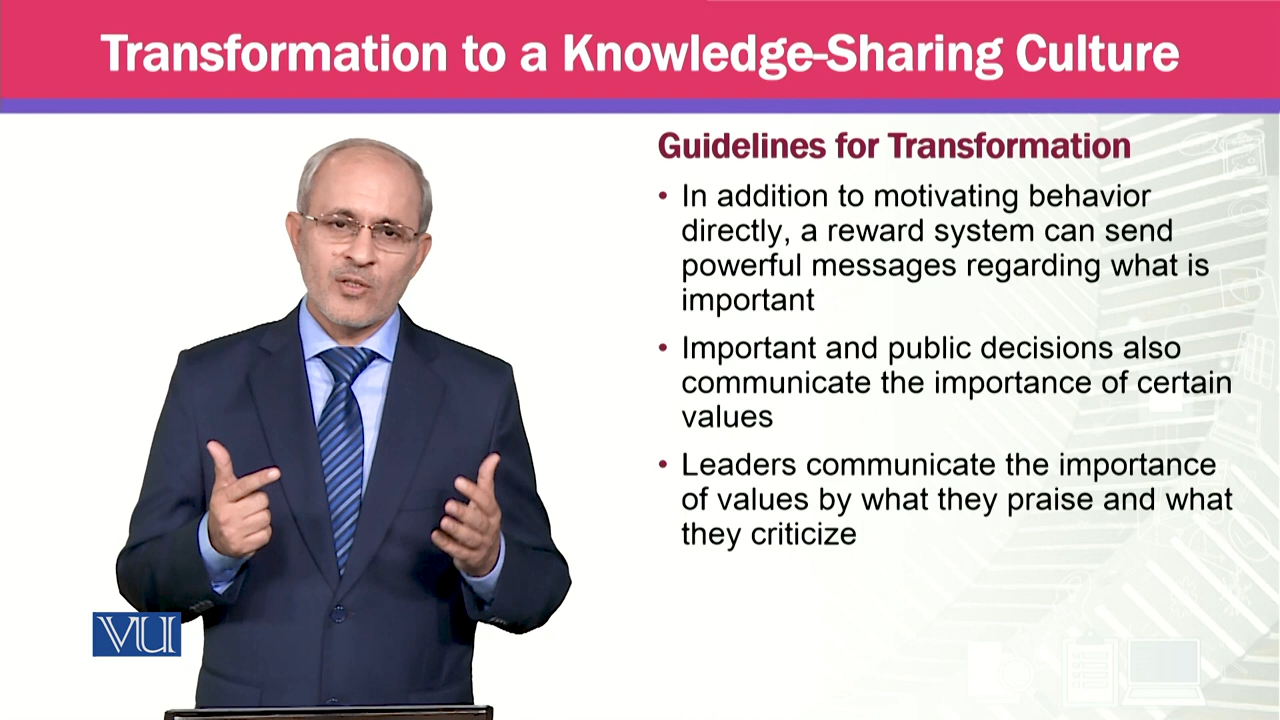 Transformation to a Knowledge-Sharing Culture
Guidelines for Transformation
• In addition to motivating behavior
directly, a reward system can send
powerful messages regarding what is
important
• Important and public decisions also
communicate the importance of certain
values
• Leaders communicate the importance
of values by what they praise and what
they criticize
VU